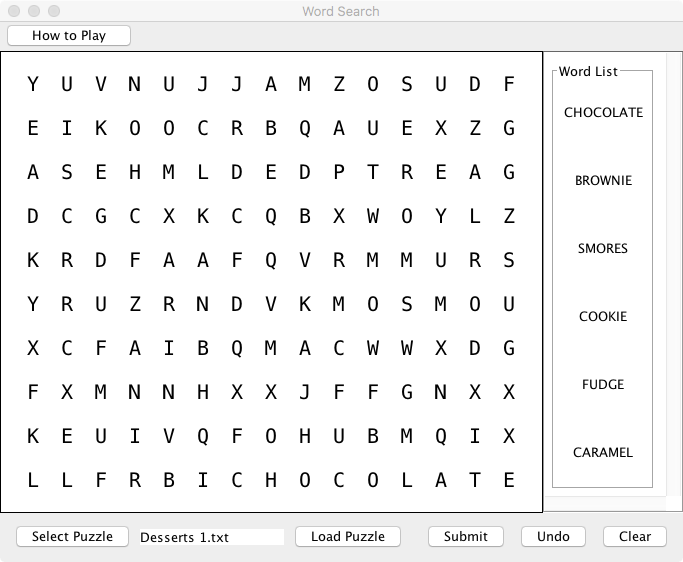 Word Search
How to Play
Y U V N U J J A M Z O S U D F
E I K O O C R B Q A U E X Z G
A S E H M L D E D P T R E A G
D C G C X K C Q B X W O Y L Z
K R D F A A F Q V R M M U R S
Y R U Z R N D V K M O S M O U
X C F A I B Q M A C W W X D G
F X M N N H X X J F F G N X X
K E U I V Q F O H U B M Q I X
L L F R B I C H O C O L A T E
Word List
CHOCOLATE
BROWNIE
SMORES
COOKIE
FUDGE
CARAMEL
Select Puzzle Desserts 1.txt Load Puzzle Submit Undo Clear